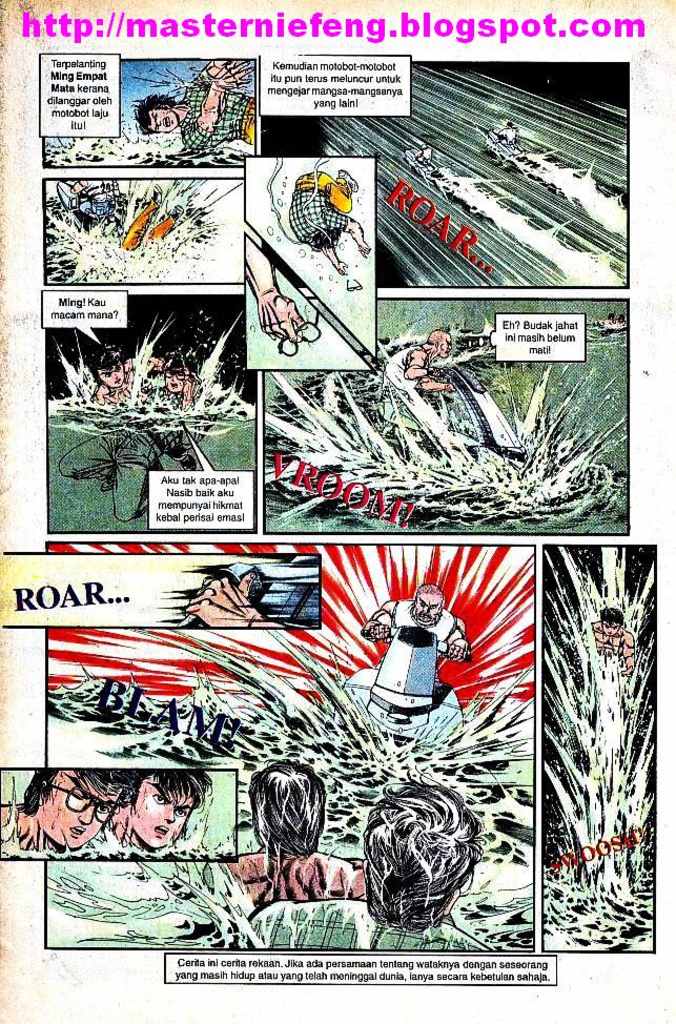 http://masterniefeng.blogspot.com
Terpelanting
Ming Empat
Mata kerana
dilanggar oleh
motobot laju
itu!
Kemudian motobot-motobot
itu pun terus meluncur untuk
mengejar mangsa-mangsanya
yang lain!
ROAR...
Ming! Kau
macam mana?
Aku tak apa-apa!
Nasib baik aku
mempunyai hikmat
kebal perisai emas!
Eh? Budak jahat
ini masih belum
mati!
VROOM!
ROAR...
BLAM!
SWOOSH!
Cerita ini cerita rekaan. Jika ada persamaan tentang wataknya dengan seseorang
yang masih hidup atau yang telah meninggal dunia, ianya secara kebetulan sahaja.